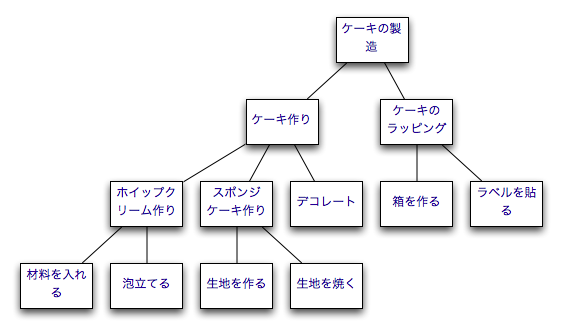 ケーキの製
造
ケーキ作り
ケーキの
ラッピング
ホイップク
リーム作り
スポンジ
ケーキ作り
デコレート
箱を作る
ラベルを貼
る
材料を入れ
る
泡立てる
生地を作る
生地を焼く